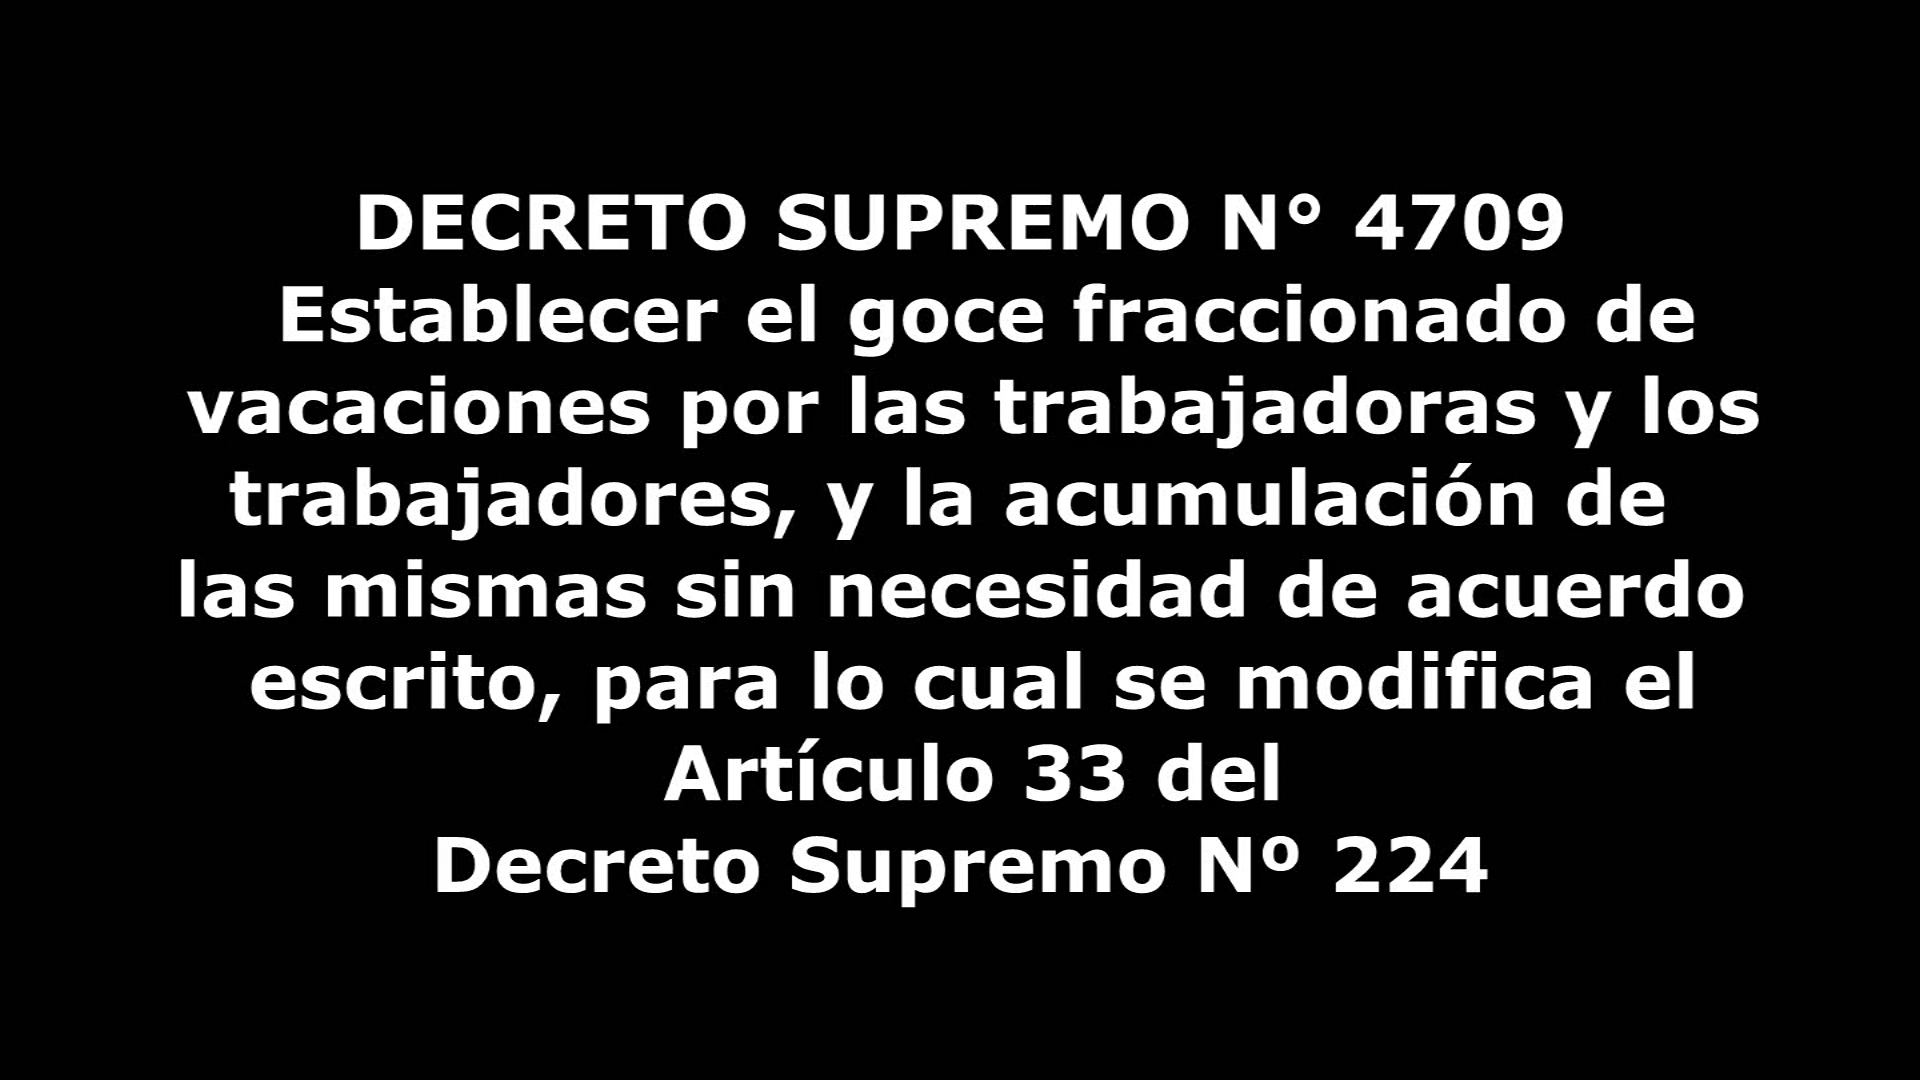 DECRETO SUPREMO N° 4709
Establecer el goce fraccionado de
vacaciones por las trabajadoras y los
trabajadores, y la acumulación de
las mismas sin necesidad de acuerdo
escrito, para lo cual se modifica el
Artículo 33 del
Decreto Supremo Nº 224